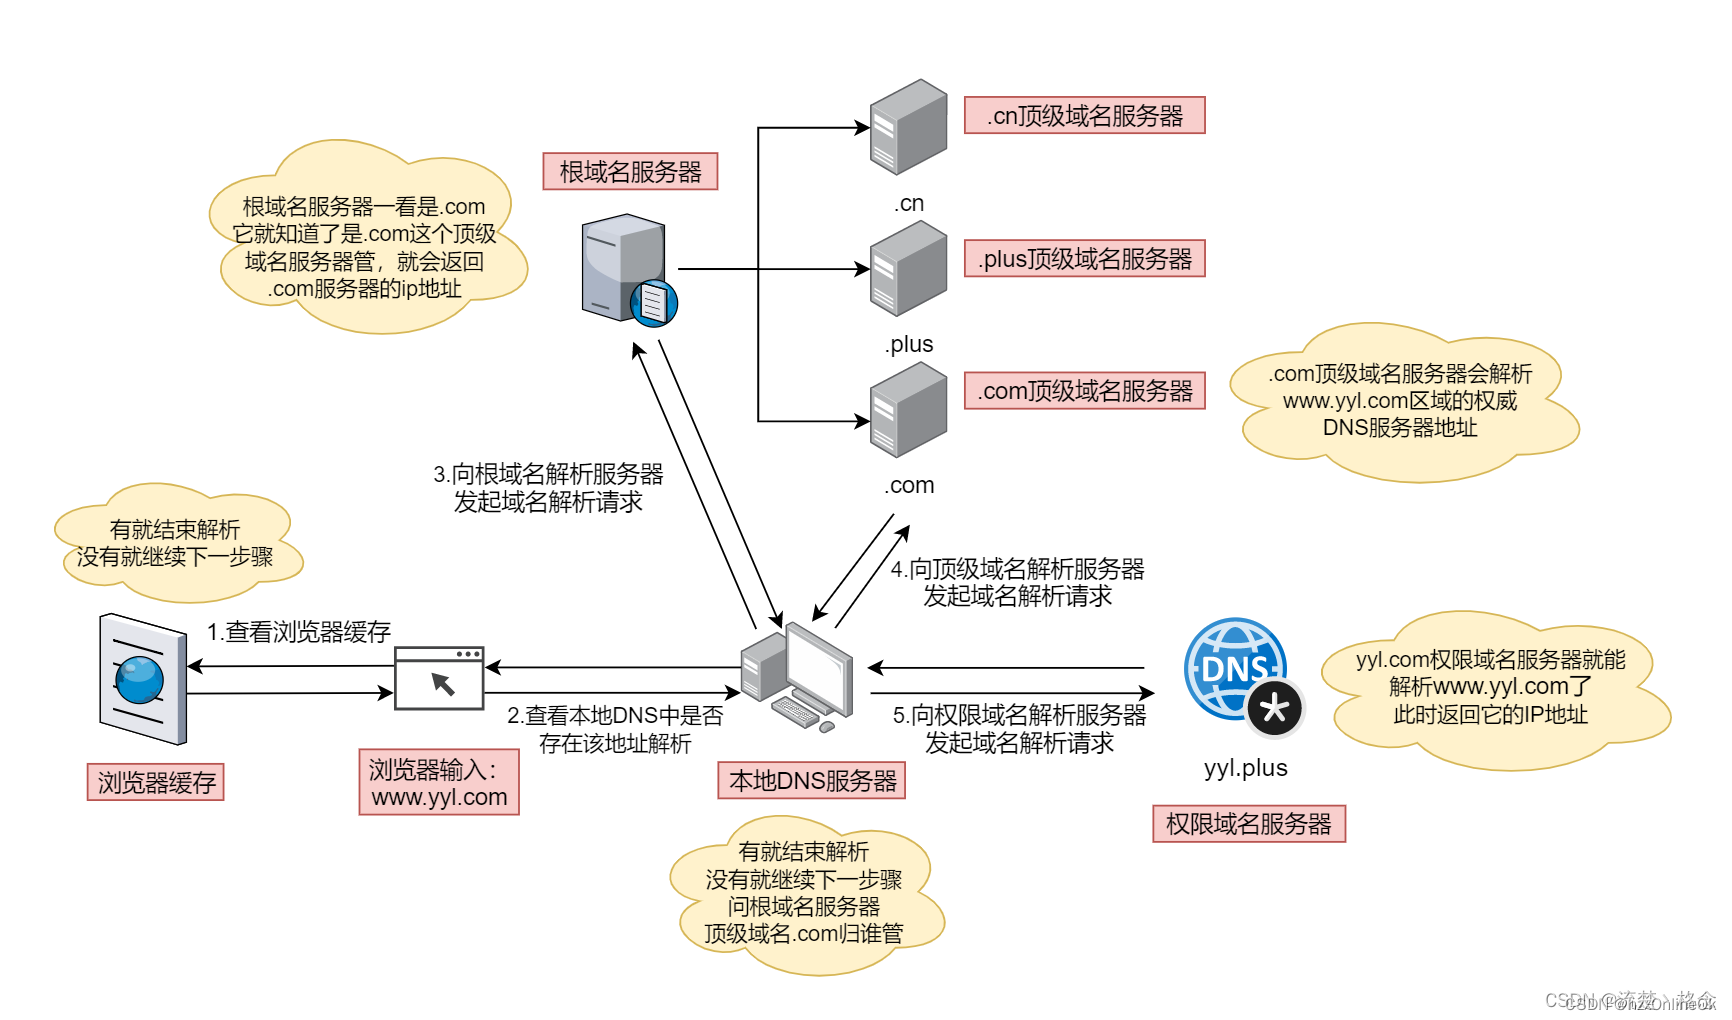 .cn顶级域名服务器
根域名服务器
根域名服务器一看是.com
它就知道了是.com这个顶级
域名服务器管，就会返回
.com服务器的ip地址
.cn
.plus顶级域名服务器
.plus
.com顶级域名服务器
.com顶级域名服务器会解析
www.yyl.com区域的权威
DNS服务器地址
.com
3.向根域名解析服务器
发起域名解析请求
有就结束解析
没有就继续下一步骤
4.向顶级域名解析服务器
发起域名解析请求
1.查看浏览器缓存
DNS
yyl.com权限域名服务器就能
解析www.yyl.com了
此时返回它的IP地址
2.查看本地DNS中是否
存在该地址解析
5.向权限域名解析服务器
发起域名解析请求
yyl.plus
浏览器缓存
浏览器输入：
www.yyl.com
本地DNS服务器
权限域名服务器
有就结束解析
没有就继续下一步骤
问根域名服务器
顶级域名.com归谁管
CSDN